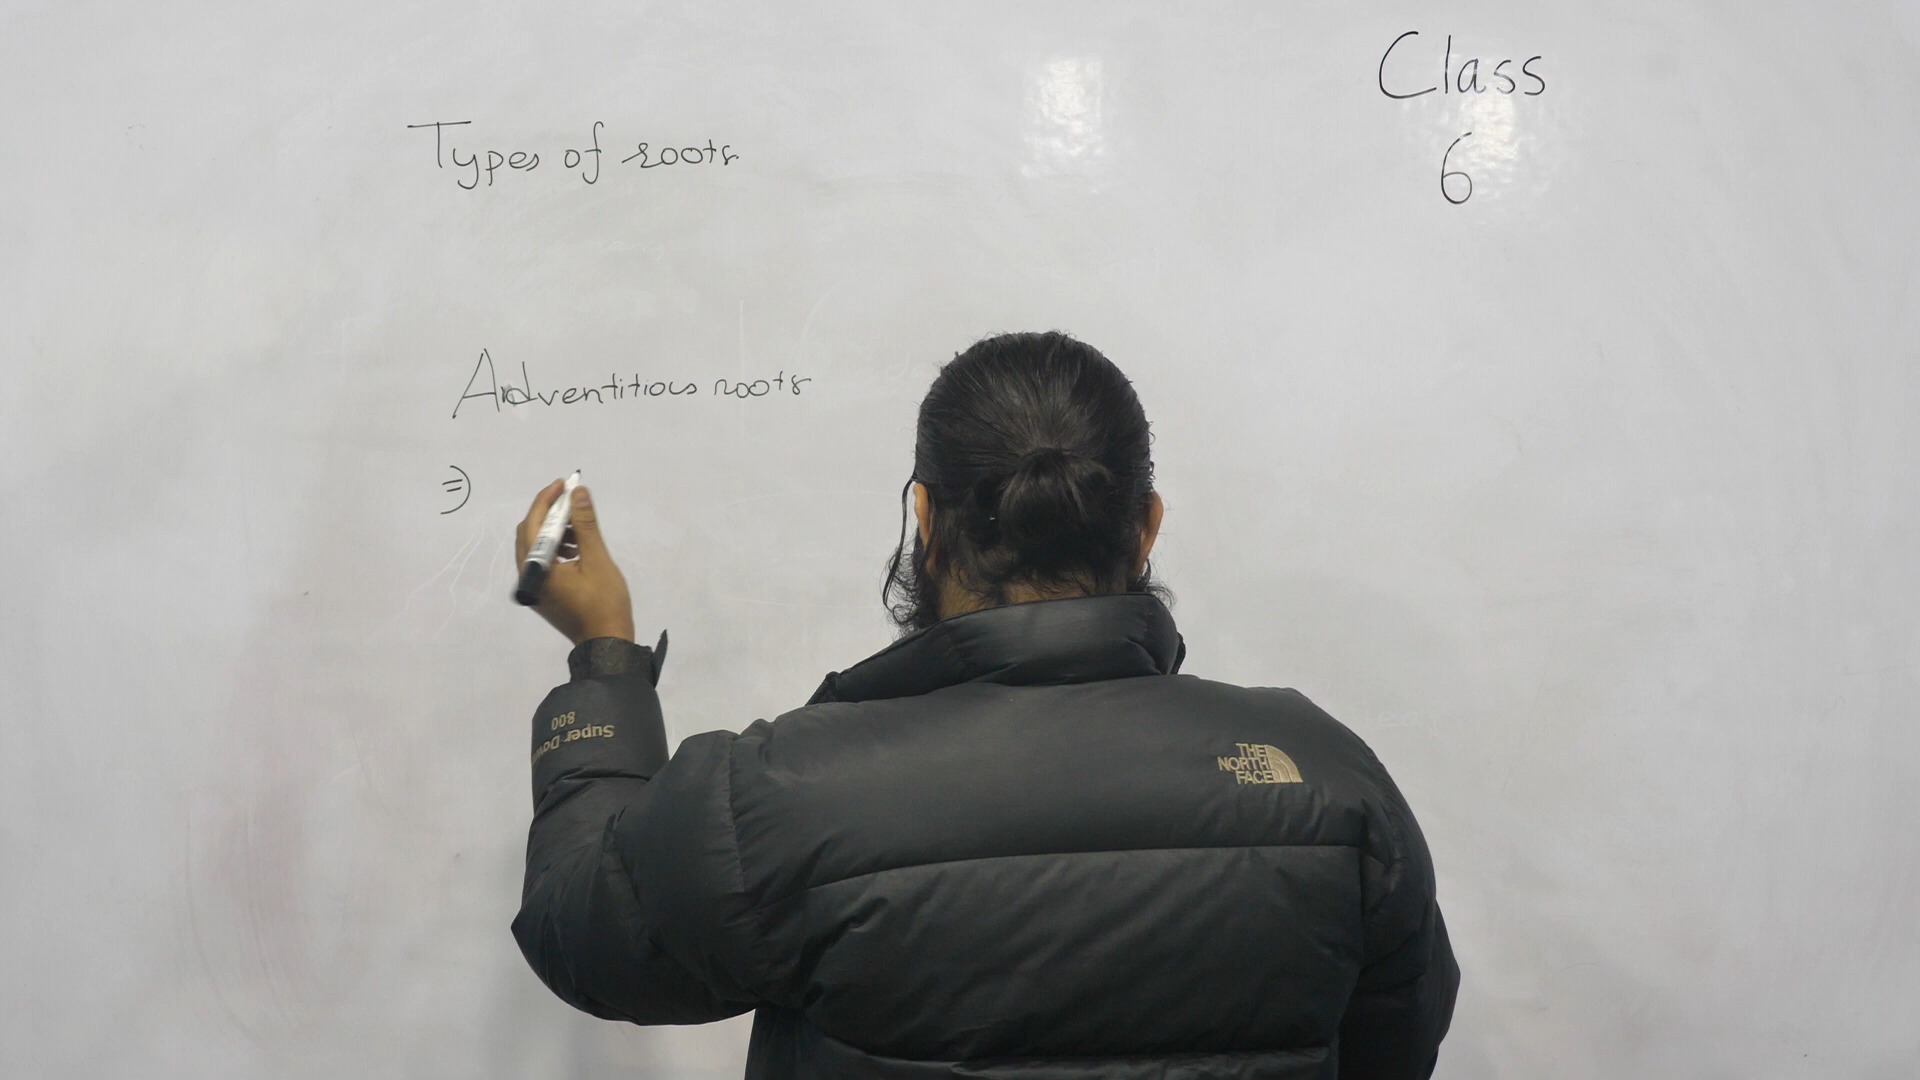 Class
6
Types of roots
Adventitious roots
⇒
Super Down
800
THE
NORTH
FACE